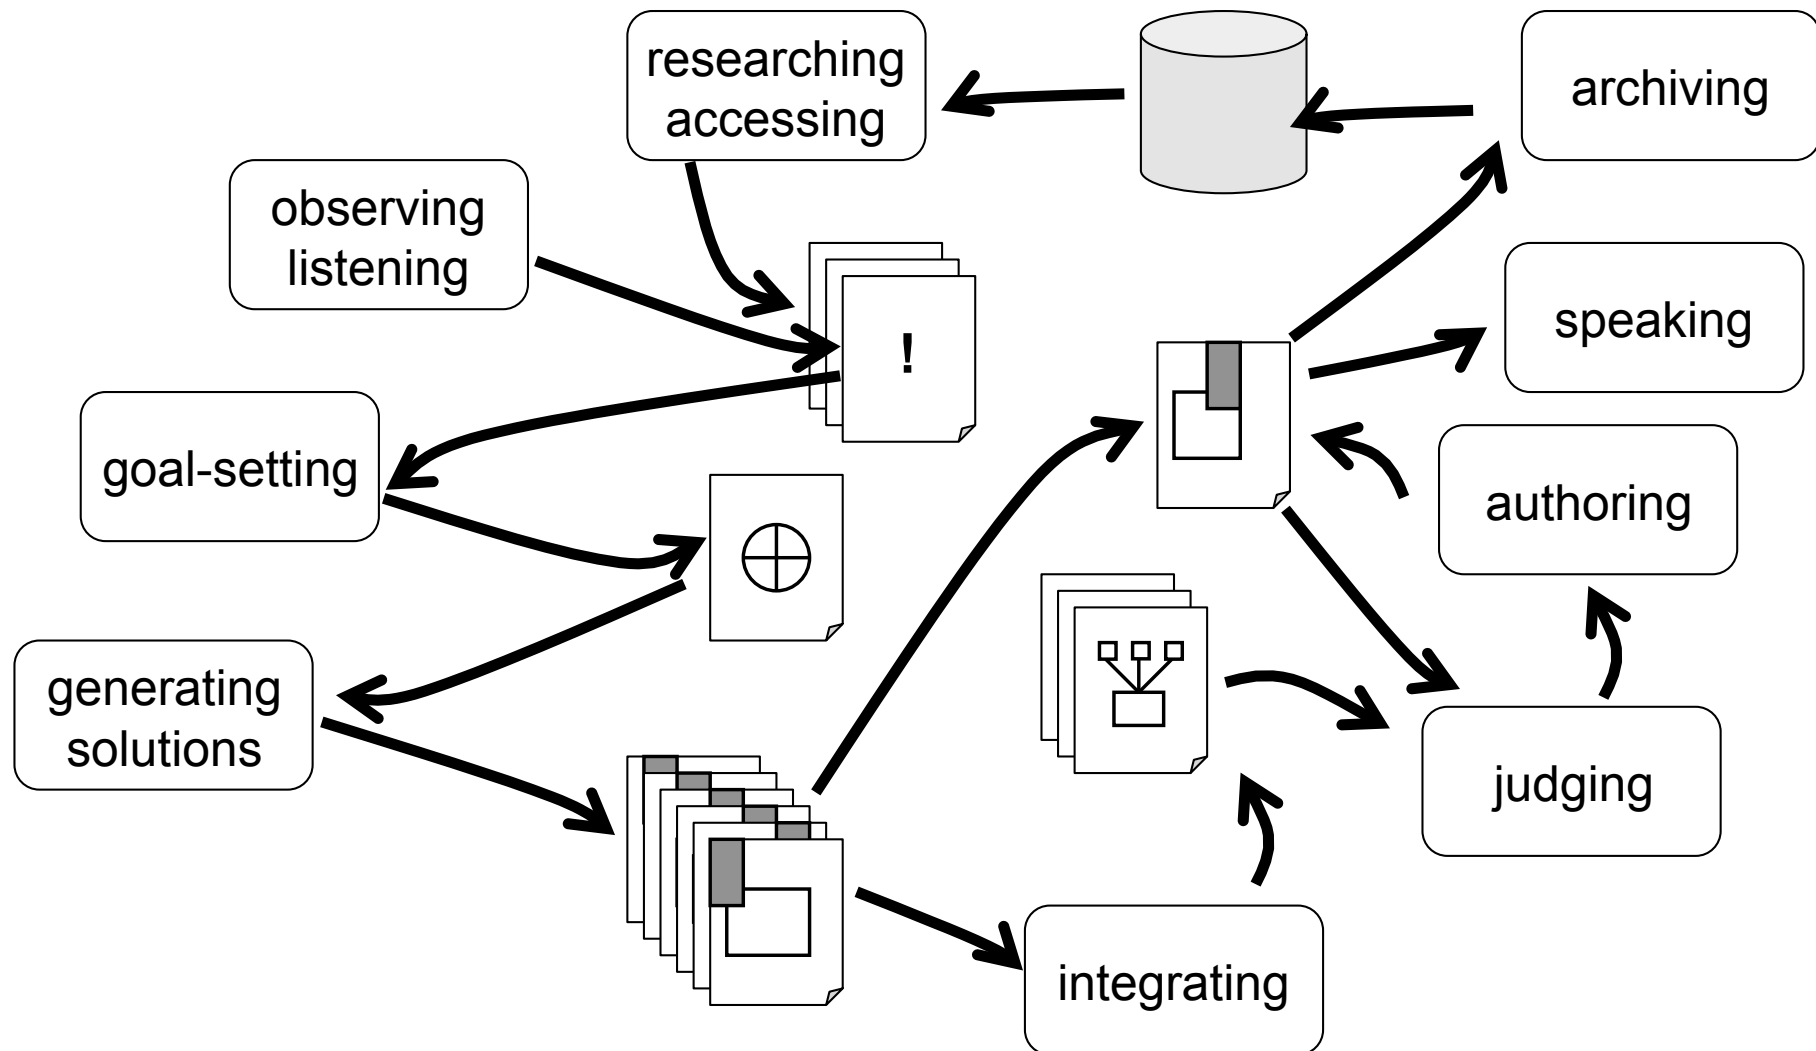 researching
accessing
archiving
observing
listening
speaking
!
goal-setting
authoring
generating
solutions
judging
integrating